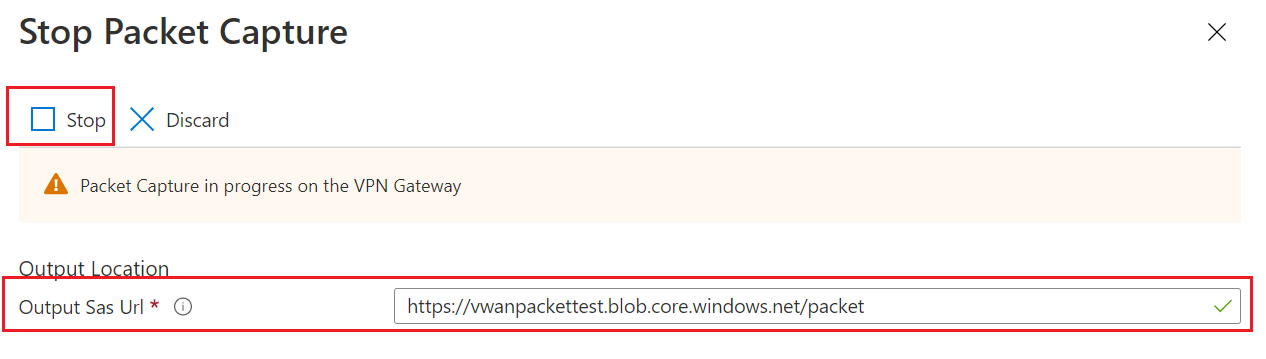 Stop Packet Capture
Stop Discard
Packet Capture in progress on the VPN Gateway
Output Location
Output Sas Url * https://vwanpackettest.blob.core.windows.net/packet